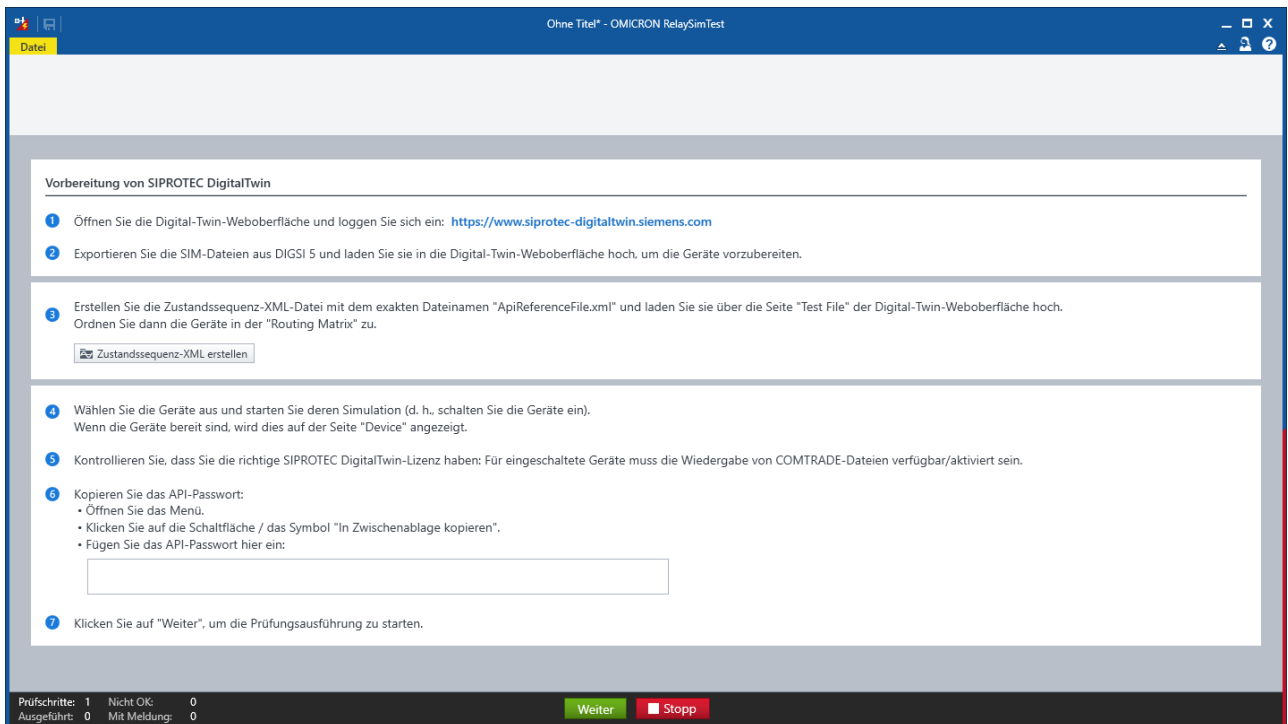 Ohne Titel* - OMICRON RelaySimTest
Datei
Vorbereitung von SIPROTEC DigitalTwin
1 Öffnen Sie die Digital-Twin-Weboberfläche und loggen Sie sich ein: https://www.siprotec-digitaltwin.siemens.com
2 Exportieren Sie die SIM-Dateien aus DIGSI 5 und laden Sie sie in die Digital-Twin-Weboberfläche hoch, um die Geräte vorzubereiten.
3 Erstellen Sie die Zustandssequenz-XML-Datei mit dem exakten Dateinamen "ApiReferenceFile.xml" und laden Sie sie über die Seite "Test File" der Digital-Twin-Weboberfläche hoch.
Ordnen Sie dann die Geräte in der "Routing Matrix" zu.
Zustandssequenz-XML erstellen
4 Wählen Sie die Geräte aus und starten Sie deren Simulation (d. h., schalten Sie die Geräte ein).
Wenn die Geräte bereit sind, wird dies auf der Seite "Device" angezeigt.
5 Kontrollieren Sie, dass Sie die richtige SIPROTEC DigitalTwin-Lizenz haben: Für eingeschaltete Geräte muss die Wiedergabe von COMTRADE-Dateien verfügbar/aktiviert sein.
6 Kopieren Sie das API-Passwort:
• Öffnen Sie das Menü.
• Klicken Sie auf die Schaltfläche / das Symbol "In Zwischenablage kopieren".
• Fügen Sie das API-Passwort hier ein:
7 Klicken Sie auf "Weiter", um die Prüfungsausführung zu starten.
Prüfschritte: 1 Nicht OK: 0
Ausgeführt: 0 Mit Meldung: 0
Weiter
Stopp